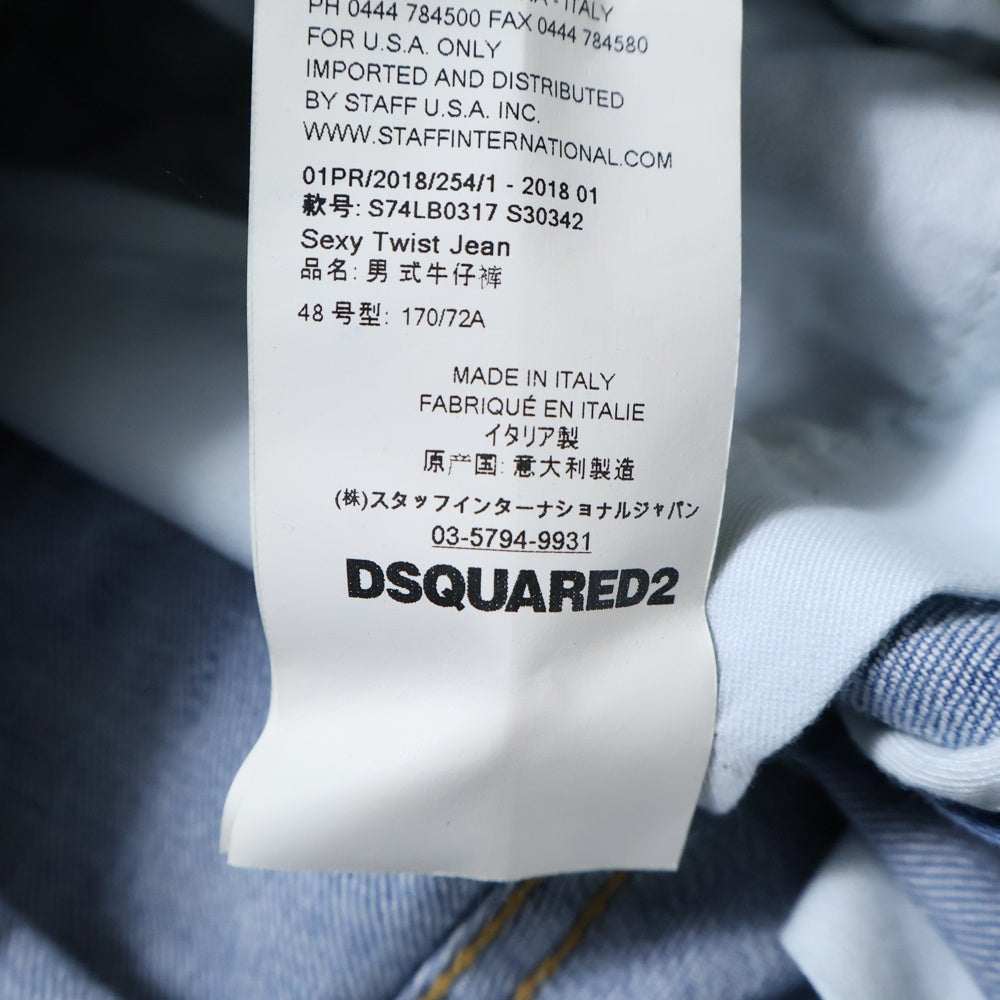 - ITALY
PH 0444 784500 FAX 0444 784580
FOR U.S.A. ONLY
IMPORTED AND DISTRIBUTED
BY STAFF U.S.A. INC.
WWW.STAFFINTERNATIONAL.COM
01PR/2018/254/1 - 2018 01
款号: S74LB0317 S30342
Sexy Twist Jean
品名: 男 式牛仔裤
48 号型: 170/72A
MADE IN ITALY
FABRIQUÉ EN ITALIE
イタリア製
原产国: 意大利製造
(株)スタッフインターナショナルジャパン
03-5794-9931
DSQUARED2